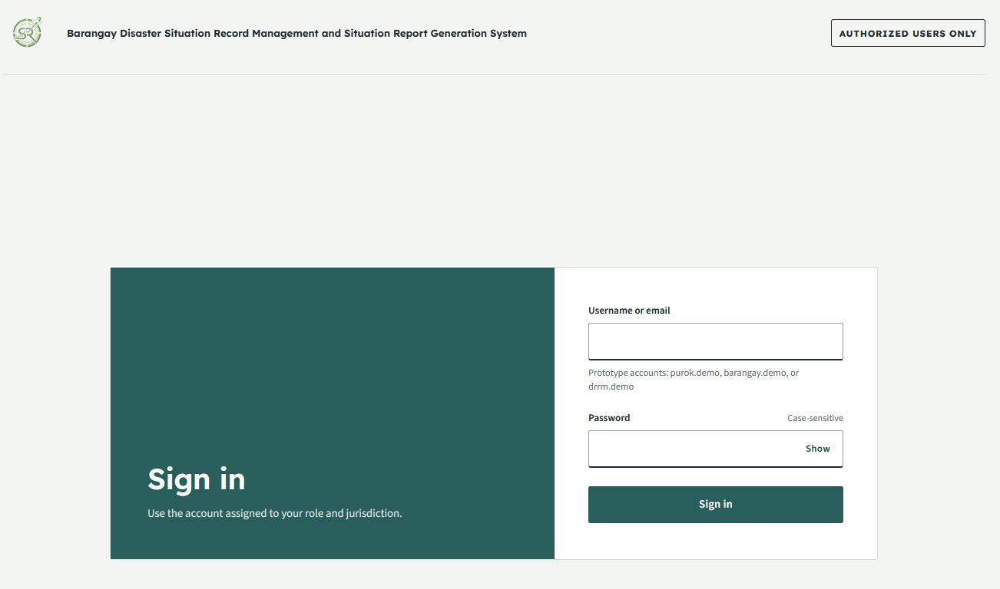 SR
Barangay Disaster Situation Record Management and Situation Report Generation System
AUTHORIZED USERS ONLY
Sign in
Use the account assigned to your role and jurisdiction.
Username or email
Prototype accounts: purok.demo, barangay.demo, or
drrm.demo
Password
Case-sensitive
Show
Sign in